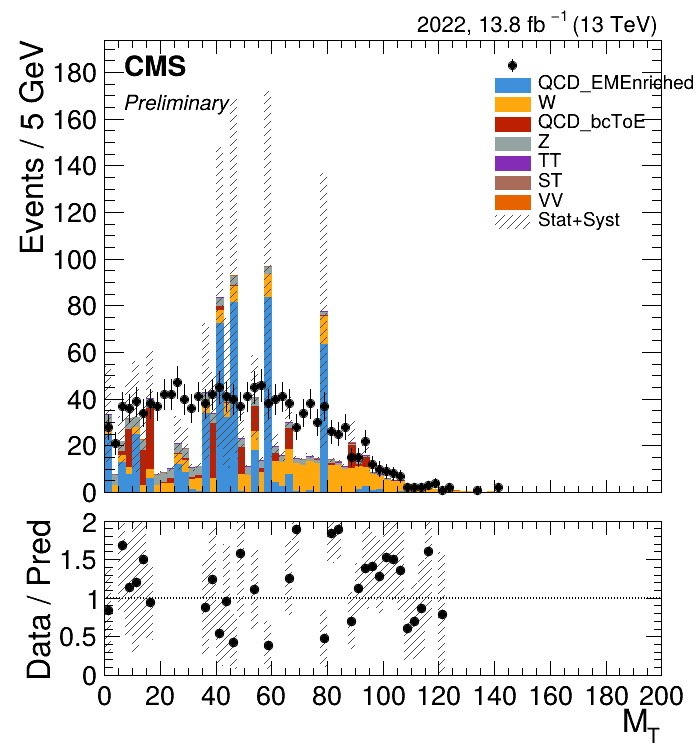 2022, 13.8 fb⁻¹ (13 TeV)
CMS
Preliminary
QCD_EMEnriched
W
QCD_bcToE
Z
TT
ST
VV
Stat+Syst
Events / 5 GeV
180
160
140
120
100
80
60
40
20
0
Data / Pred
2
1.5
1
0.5
0
0 20 40 60 80 100 120 140 160 180 200
M_T